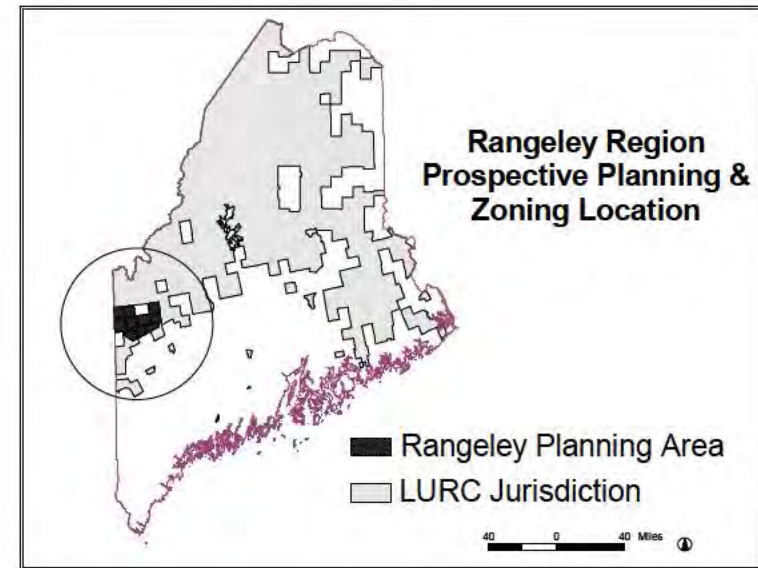 Rangeley Region
Prospective Planning &
Zoning Location
Rangeley Planning Area
LURC Jurisdiction
40 0 40 Miles